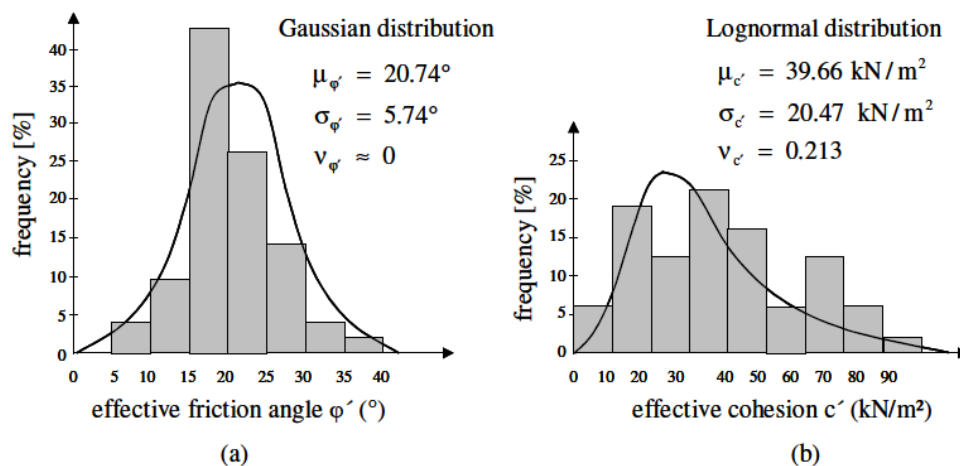 Gaussian distribution
μφ′ = 20.74°
σφ′ = 5.74°
νφ′ ≈ 0
frequency [%]
40
35
30
25
20
15
10
5
0
0 5 10 15 20 25 30 35 40
effective friction angle φ′ (°)
(a)
Lognormal distribution
μc′ = 39.66 kN/m²
σc′ = 20.47 kN/m²
νc′ = 0.213
frequency [%]
25
20
15
10
5
0
0 10 20 30 40 50 60 70 90
effective cohesion c′ (kN/m²)
(b)